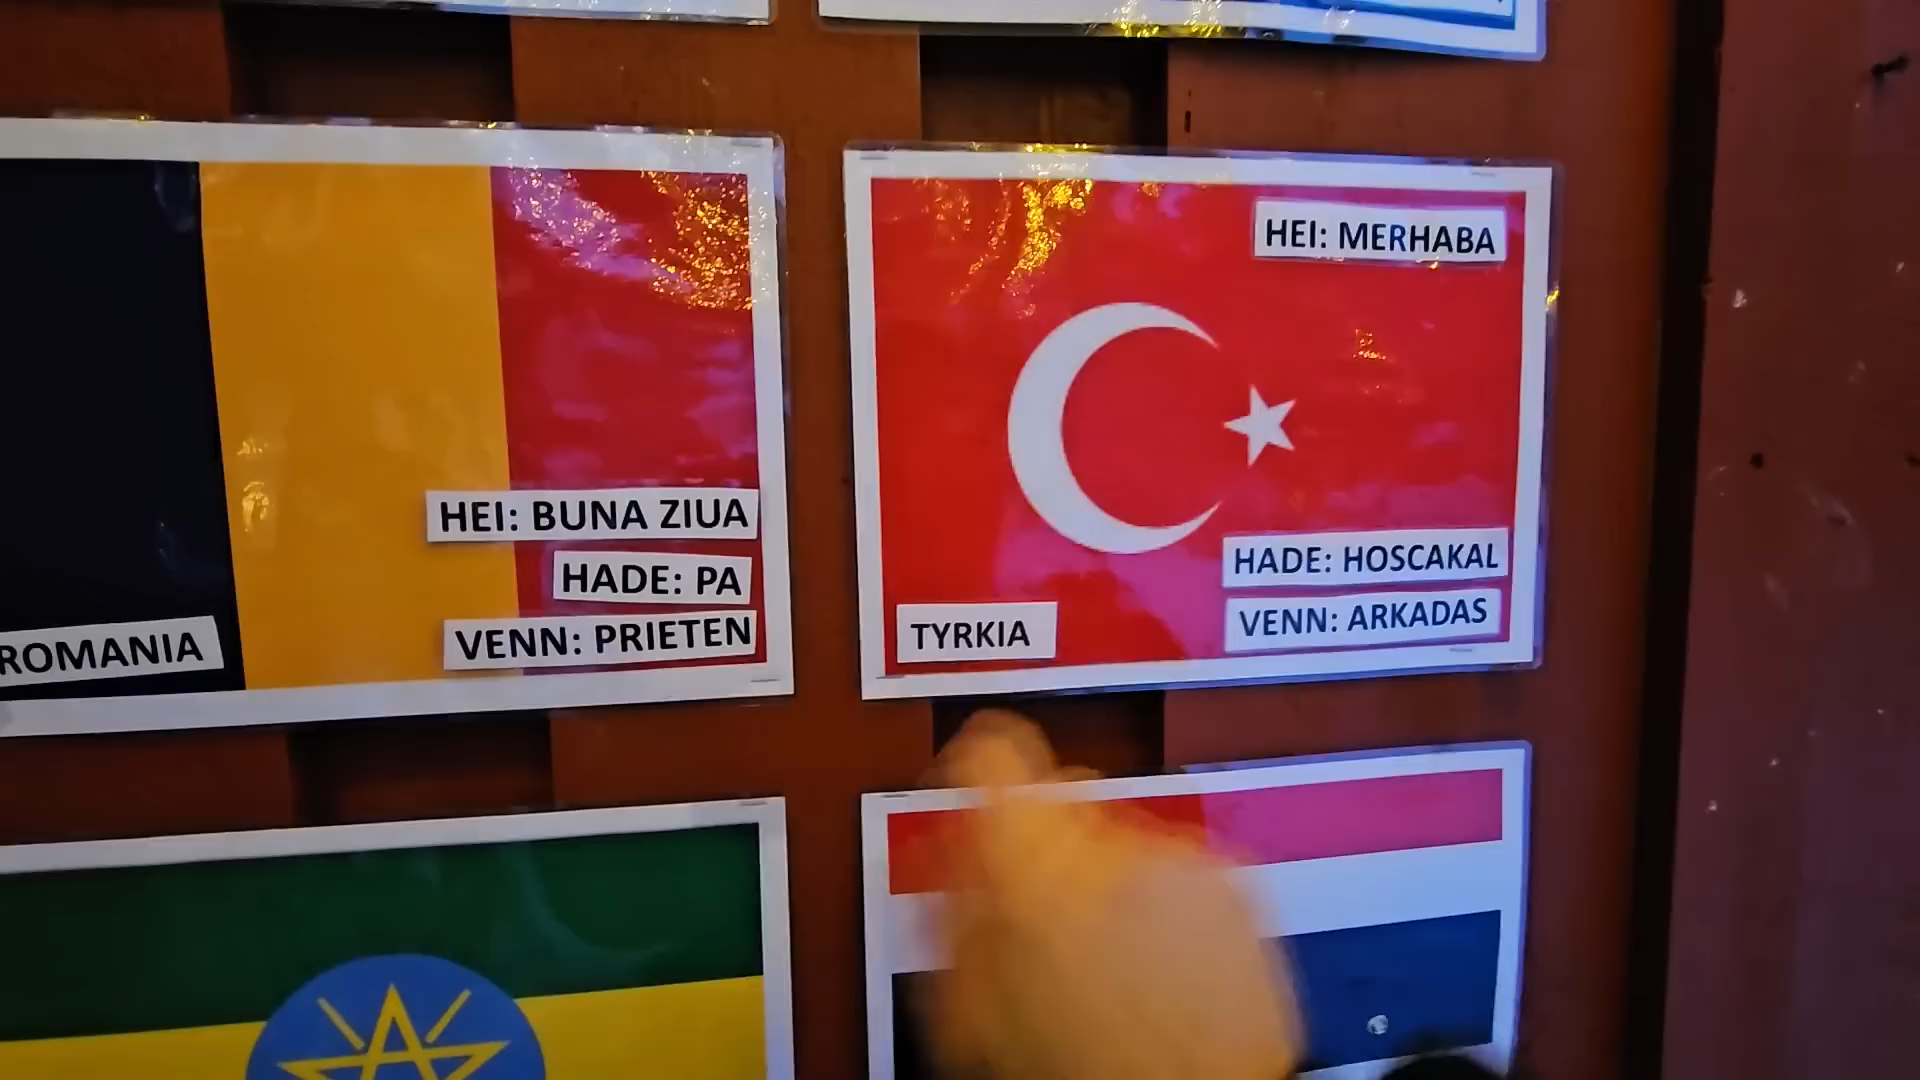 ROMANIA
HEI: BUNA ZIUA
HADE: PA
VENN: PRIETEN
HEI: MERHABA
TYRKIA
HADE: HOSCAKAL
VENN: ARKADAS